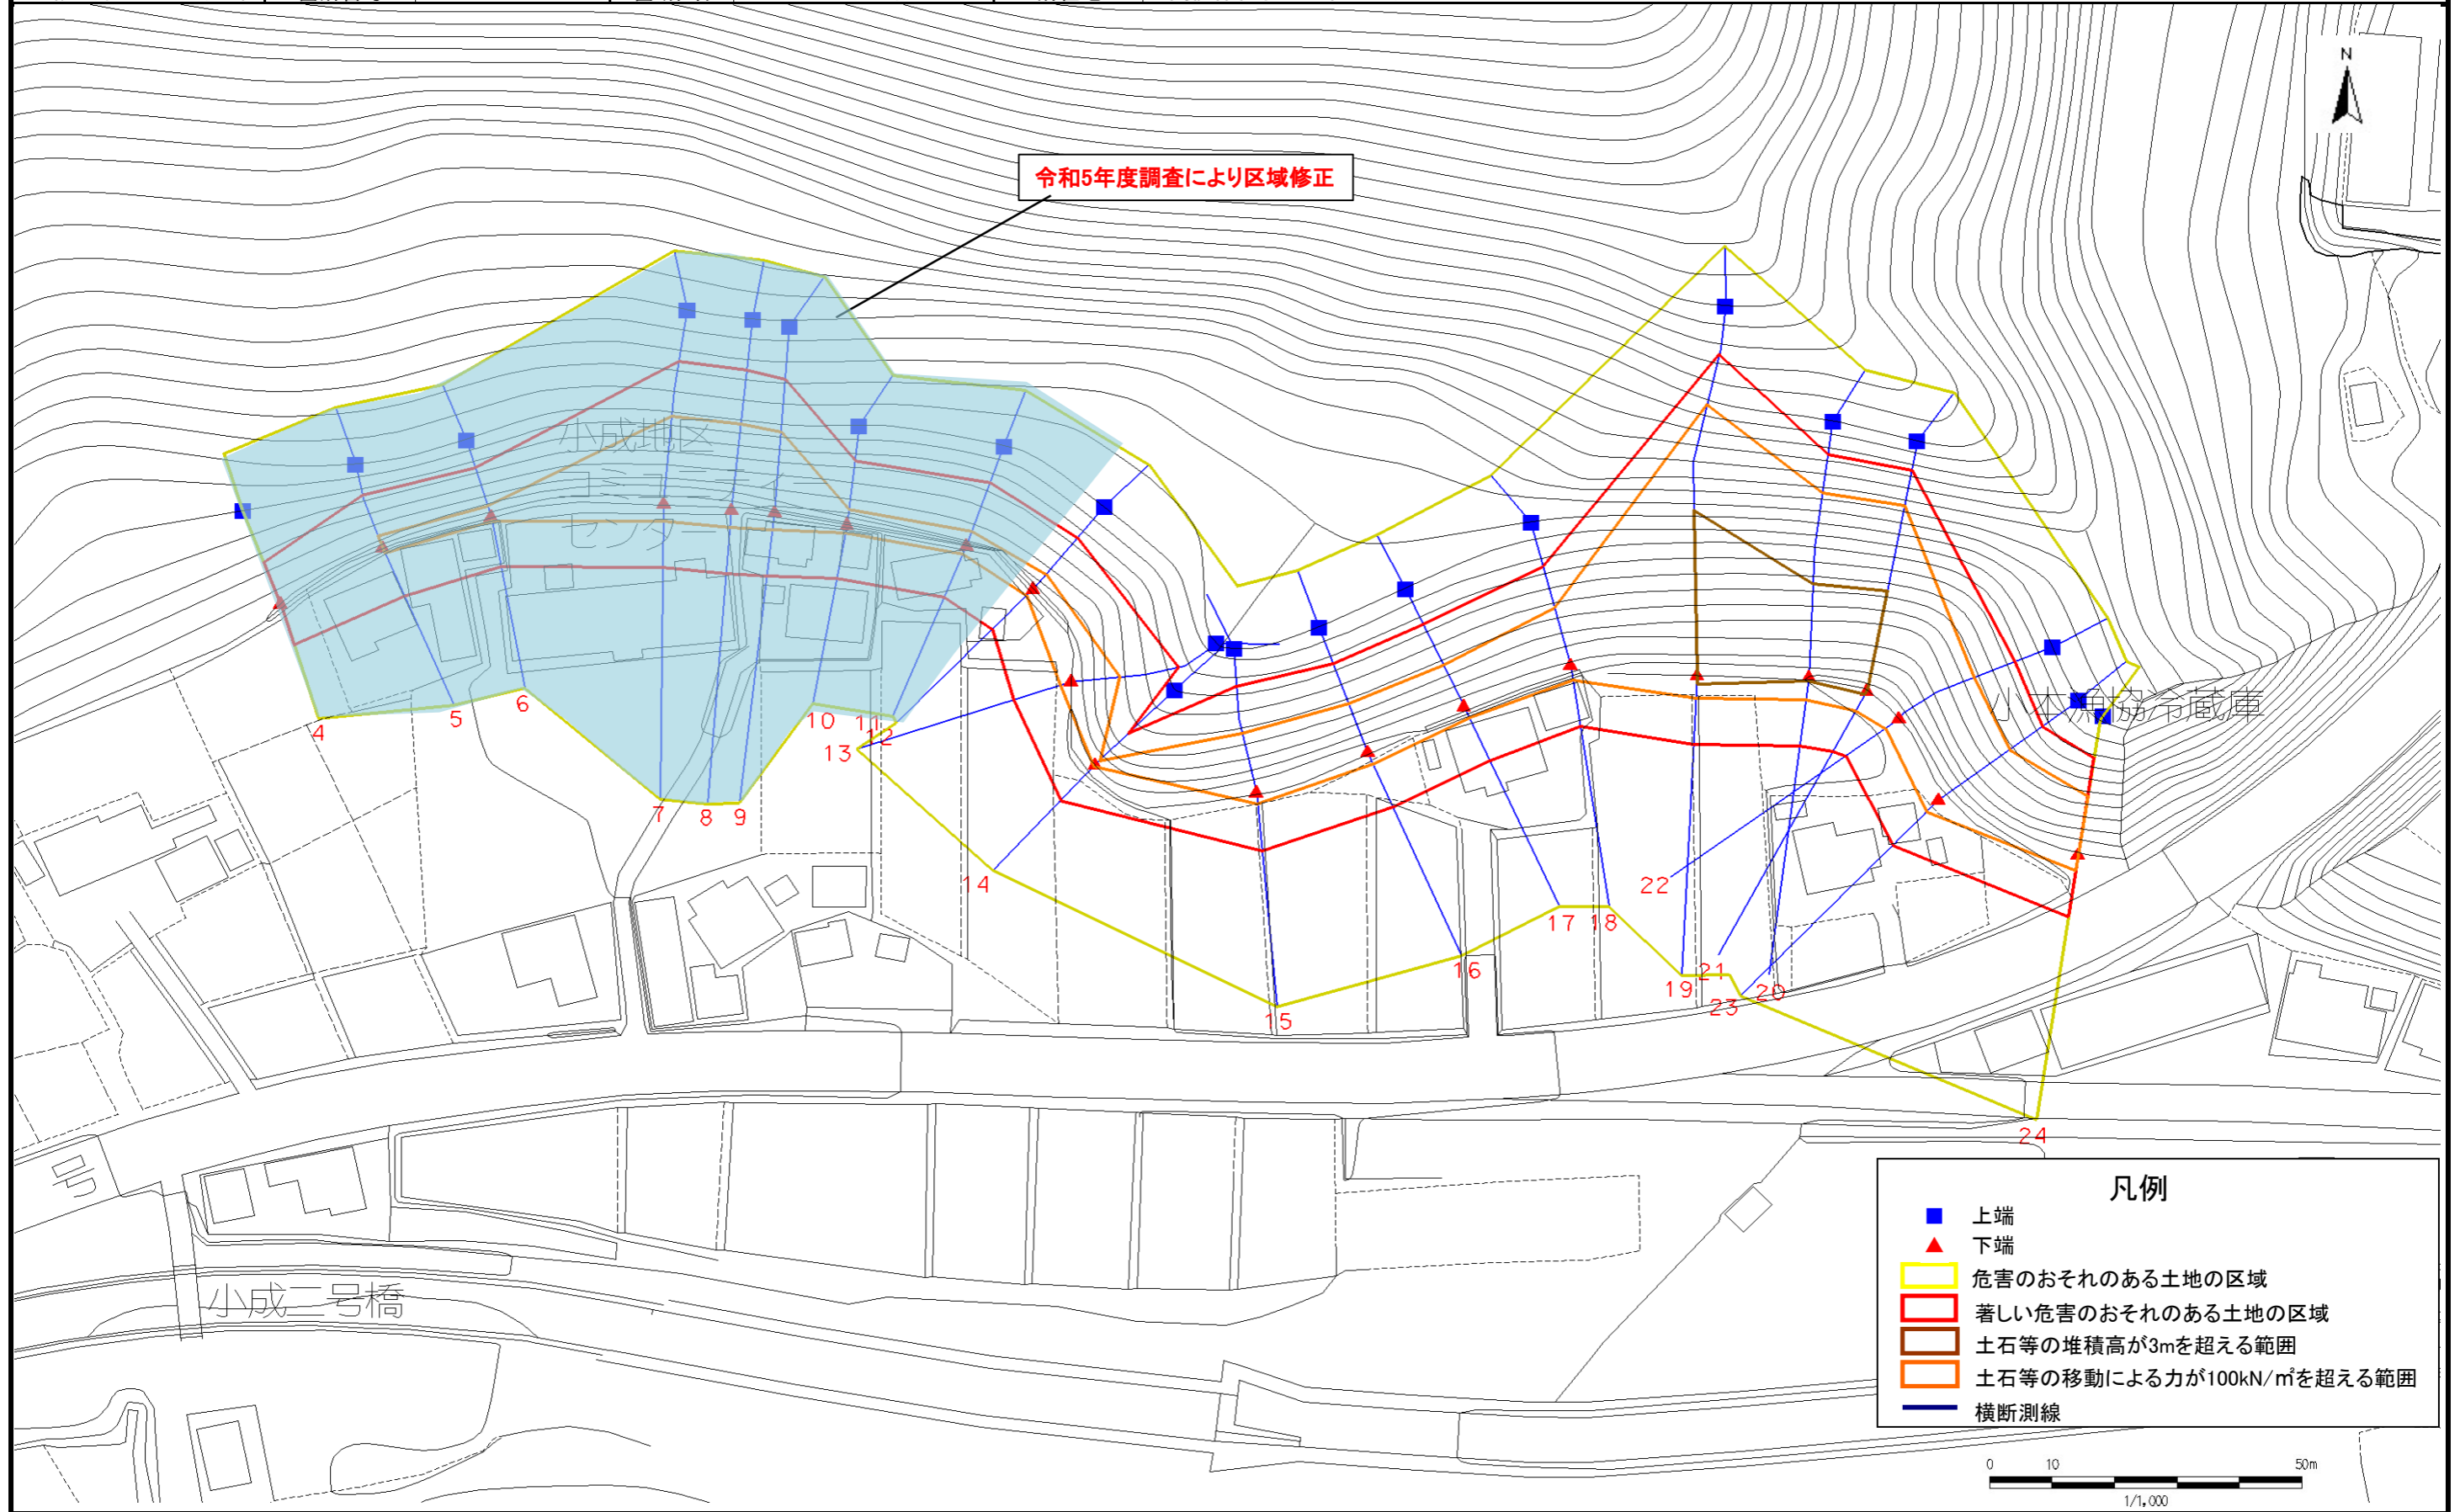 N
令和5年度調査により区域修正
小成地区
コミュニティ
センター
小本漁協冷蔵庫
4
5
6
7
8
9
10
11
12
13
14
15
16
17
18
19
20
21
22
23
24
号
小成二号橋
凡例
上端
下端
危害のおそれのある土地の区域
著しい危害のおそれのある土地の区域
土石等の堆積高が3mを超える範囲
土石等の移動による力が100kN/㎡を超える範囲
横断測線
0 10 50m
1/1,000